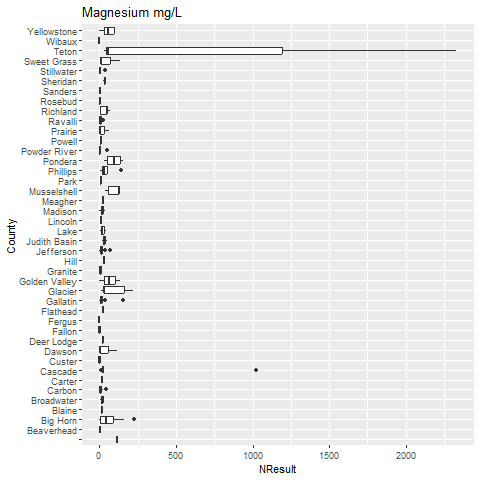 Magnesium mg/L
Yellowstone
Wibaux
Teton
Sweet Grass
Stillwater
Sheridan
Sanders
Rosebud
Richland
Ravalli
Prairie
Powell
Powder River
Pondera
Phillips
Park
Musselshell
Meagher
Madison
Lincoln
Lake
Judith Basin
Jefferson
Hill
Granite
Golden Valley
Glacier
Gallatin
Flathead
Fergus
Fallon
Deer Lodge
Dawson
Custer
Cascade
Carter
Carbon
Broadwater
Blaine
Big Horn
Beaverhead
County
0 500 1000 1500 2000
NResult